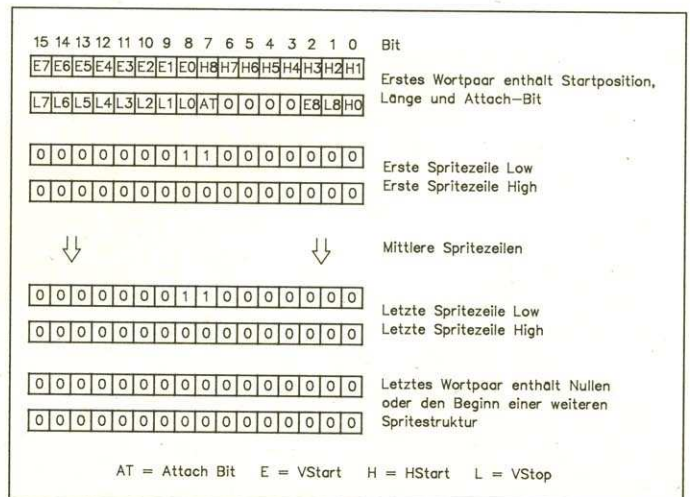 15 14 13 12 11 10 9 8 7 6 5 4 3 2 1 0 Bit
E7 E6 E5 E4 E3 E2 E1 E0 H8 H7 H6 H5 H4 H3 H2 H1
Erstes Wortpaar enthält Startposition,
Länge und Attach-Bit
L7 L6 L5 L4 L3 L2 L1 L0 AT 0 0 0 0 E8 L8 H0
0 0 0 0 0 0 0 1 1 0 0 0 0 0 0 0
Erste Spritezeile Low
0 0 0 0 0 0 0 0 0 0 0 0 0 0 0 0
Erste Spritezeile High
Mittlere Spritezeilen
0 0 0 0 0 0 0 1 1 0 0 0 0 0 0 0
Letzte Spritezeile Low
0 0 0 0 0 0 0 0 0 0 0 0 0 0 0 0
Letzte Spritezeile High
0 0 0 0 0 0 0 0 0 0 0 0 0 0 0 0
Letztes Wortpaar enthält Nullen
oder den Beginn einer weiteren
0 0 0 0 0 0 0 0 0 0 0 0 0 0 0 0
Spritestruktur
AT = Attach Bit E = VStart H = HStart L = VStop